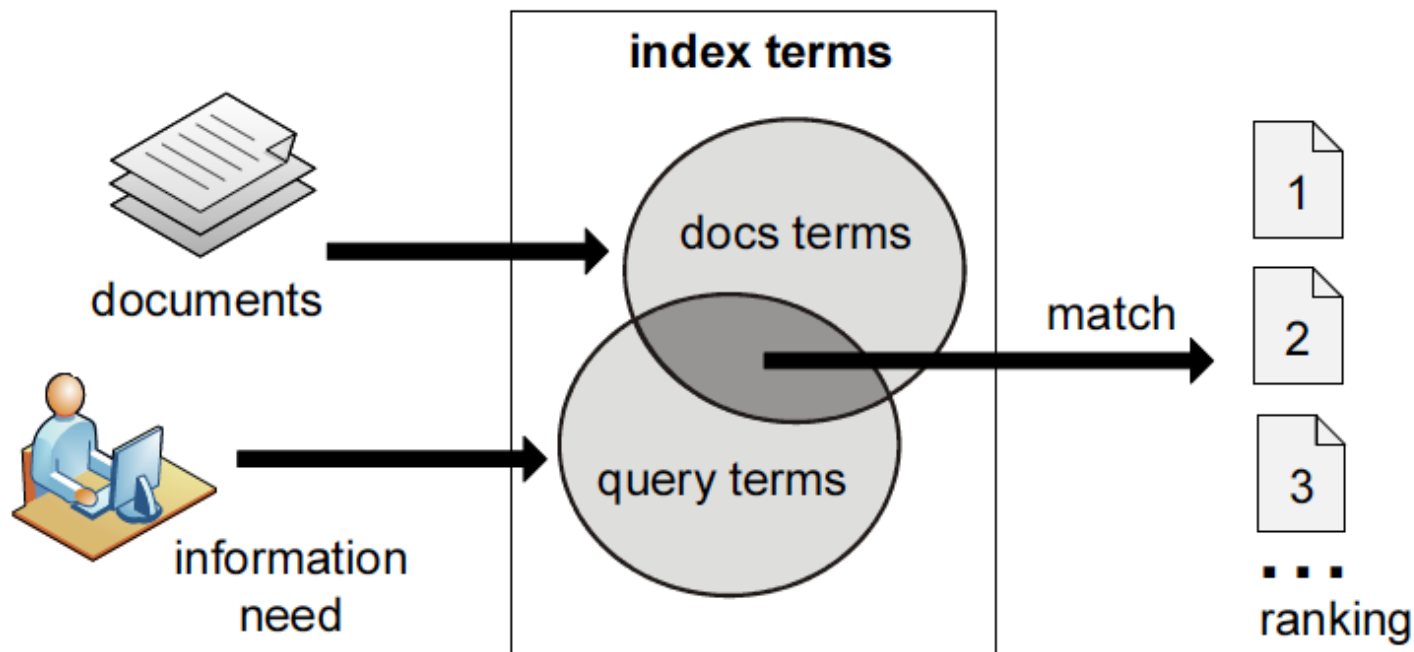 index terms
documents
docs terms
match
information
need
query terms
1
2
3
...
ranking